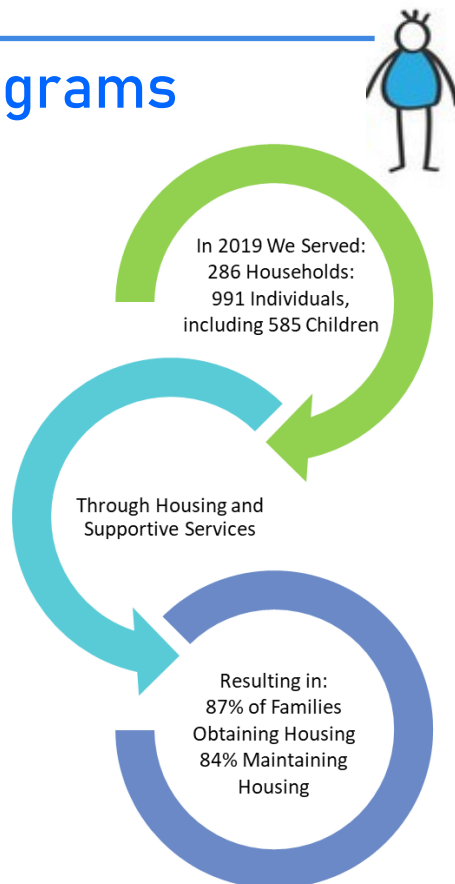 grams
In 2019 We Served:
286 Households:
991 Individuals,
including 585 Children
Through Housing and
Supportive Services
Resulting in:
87% of Families
Obtaining Housing
84% Maintaining
Housing